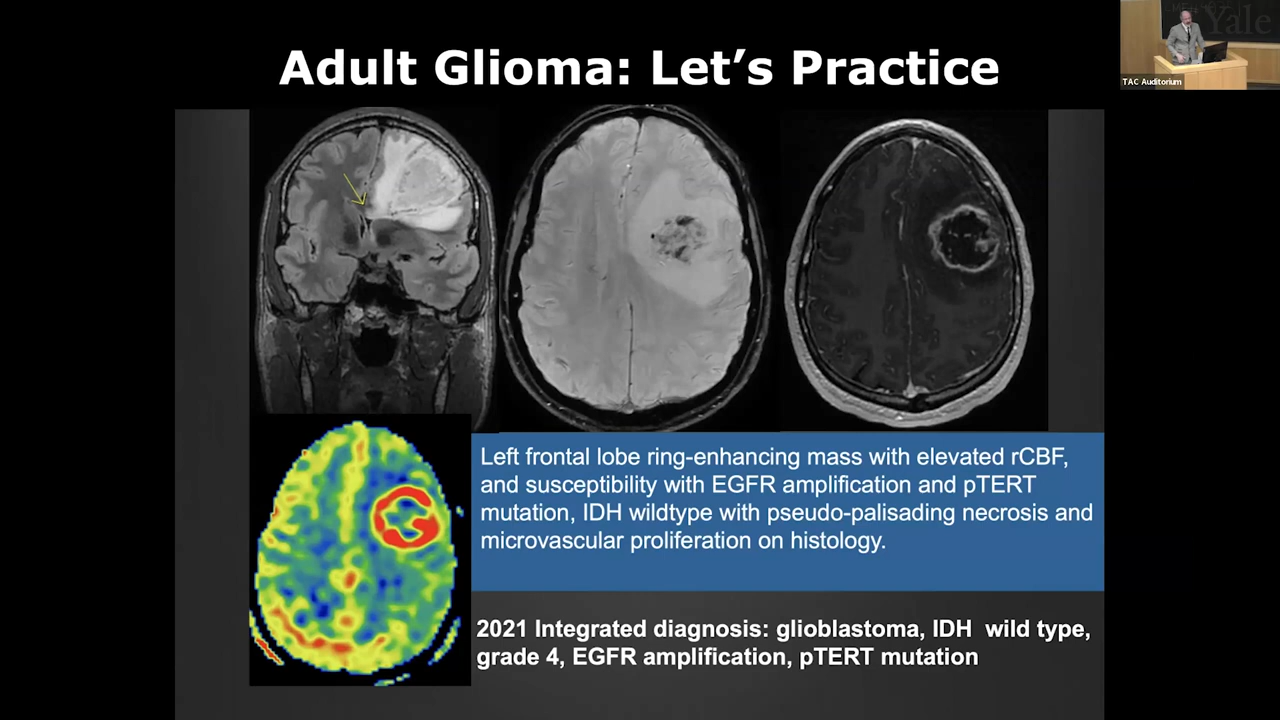 Adult Glioma: Let's Practice
Yale
TAC Auditorium
Left frontal lobe ring-enhancing mass with elevated rCBF,
and susceptibility with EGFR amplification and pTERT
mutation, IDH wildtype with pseudo-palisading necrosis and
microvascular proliferation on histology.
2021 Integrated diagnosis: glioblastoma, IDH wild type,
grade 4, EGFR amplification, pTERT mutation